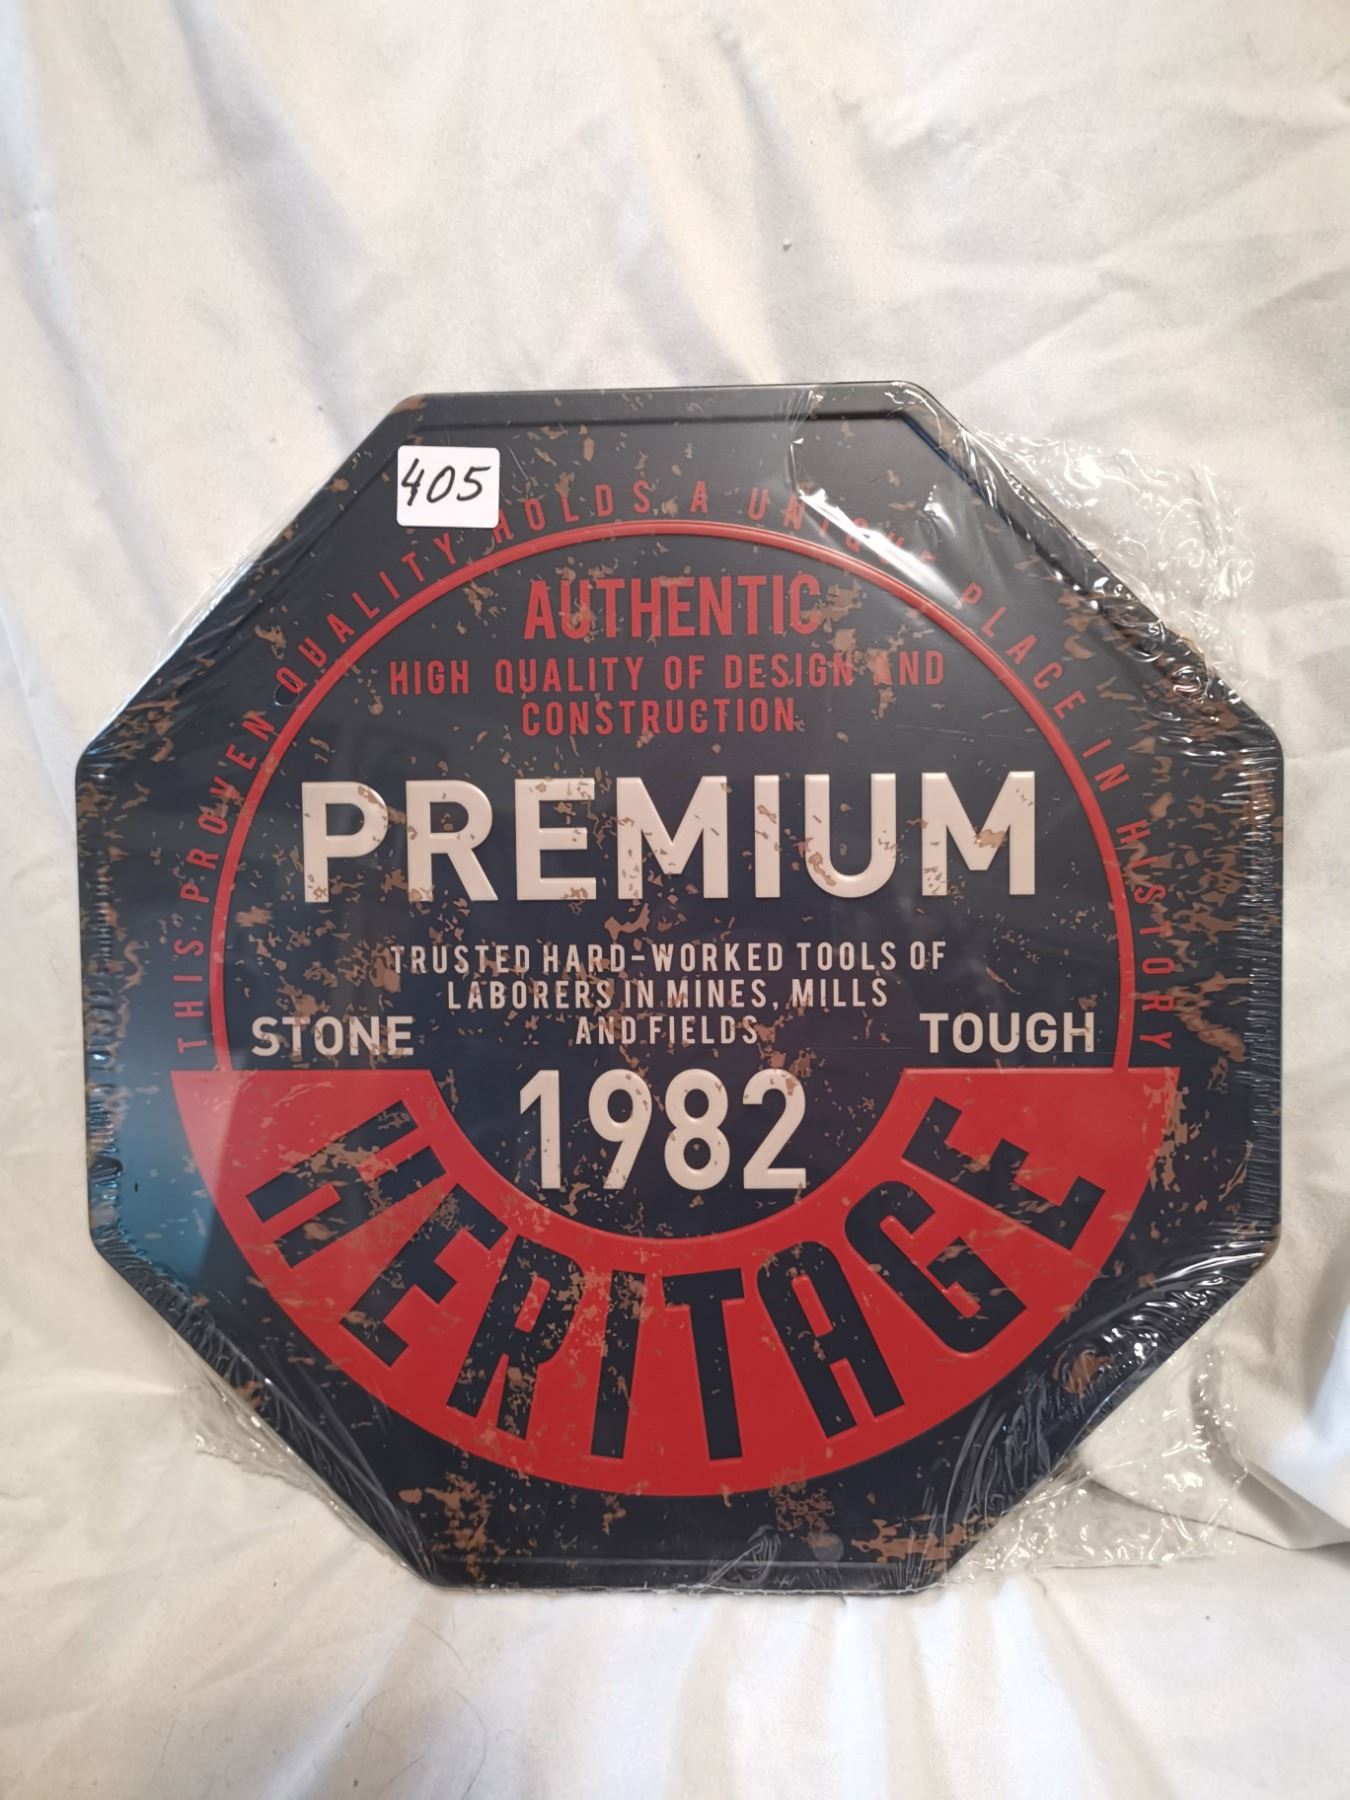 405
THIS PROVEN QUALITY HOLDS A UNIQUE PLACE IN HISTORY
AUTHENTIC
HIGH QUALITY OF DESIGN AND
CONSTRUCTION
PREMIUM
TRUSTED HARD-WORKED TOOLS OF
LABORERS IN MINES, MILLS
AND FIELDS
STONE
TOUGH
1982
HERITAGE